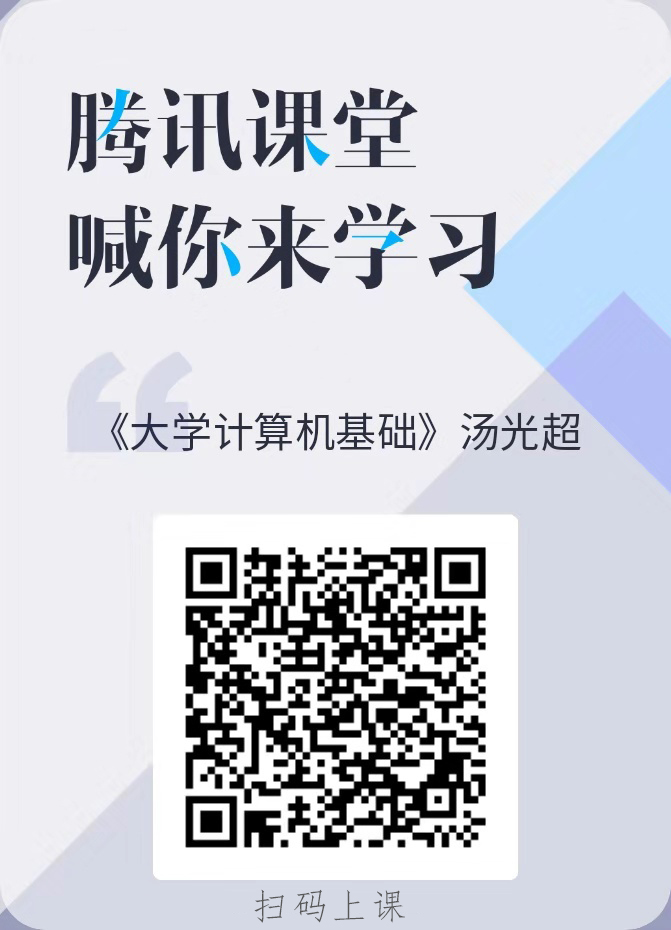 腾讯课堂
喊你来学习
《大学计算机基础》汤光超
扫码上课